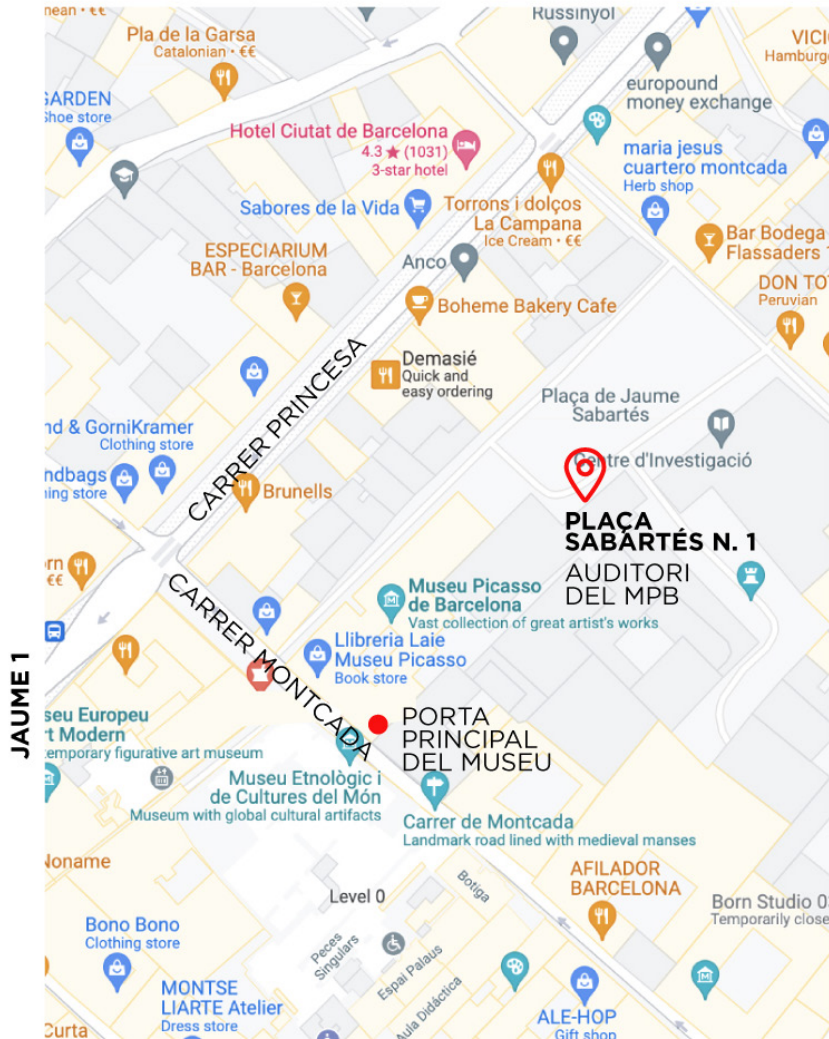 nean · €€
Russinyol
Pla de la Garsa
Catalonian · €€
VICI
Hamburge
europound
money exchange
GARDEN
Shoe store
Hotel Ciutat de Barcelona
4.3 ★ (1031)
3-star hotel
maria jesus
cuartero montcada
Herb shop
Sabores de la Vida
Torrons i dolços
La Campana
Ice Cream · €€
Bar Bodega
Flassaders 1
ESPECIARIUM
BAR - Barcelona
Anco
DON TO
Peruvian
Boheme Bakery Cafe
CARRER PRINCESA
Demasié
Quick and
easy ordering
Plaça de Jaume
Sabartés
nd & GorniKramer
Clothing store
Centre d'Investigació
ndbags
ning store
Brunells
PLAÇA
SABARTÉS N. 1
AUDITORI
DEL MPB
orn
€€
CARRER MONTCADA
Museu Picasso
de Barcelona
Vast collection of great artist's works
Llibreria Laie
Museu Picasso
Book store
JAUME 1
seu Europeu
rt Modern
temporary figurative art museum
PORTA
PRINCIPAL
DEL MUSEU
Museu Etnològic i
de Cultures del Món
Museum with global cultural artifacts
Carrer de Montcada
Landmark road lined with medieval manses
Noname
AFILADOR
BARCELONA
Botiga
Level 0
Born Studio 03
Temporarily close
Bono Bono
Clothing store
Peces
Singulars
Espai Palaus
Aula Didáctica
MONTSE
LIARTE Atelier
Dress store
ALE-HOP
Gift shop
Curta